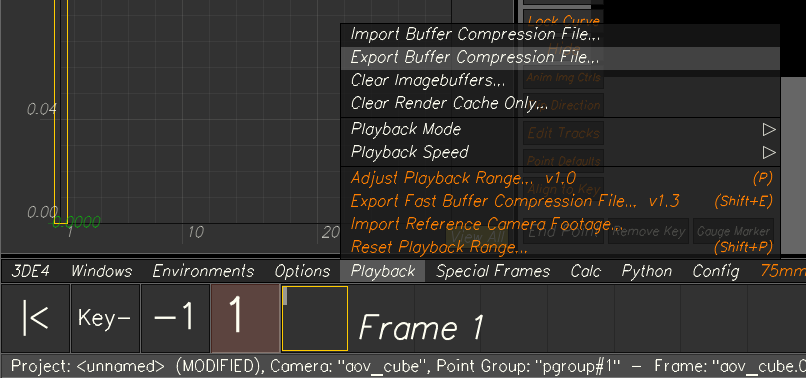 Lock Curve
Import Buffer Compression File...
Export Buffer Compression File...
Anim Img Ctrls
Clear Imagebuffers...
Clear Render Cache Only...
Direction
0.04
Playback Mode
Edit Tracks
Playback Speed
Point Defaults
Adjust Playback Range... v1.0 (P)
Align to Key
Export Fast Buffer Compression File... v1.3 (Shift+E)
0.00
0.0000
Import Reference Camera Footage...
1 10 20
View All
End Point
Remove Key
Gauge Marker
Reset Playback Range... (Shift+P)
3DE4 Windows Environments Options Playback Special Frames Calc Python Config 75mm
|< Key- -1 1
Frame 1
Project: <unnamed> (MODIFIED), Camera: "aov_cube", Point Group: "pgroup#1" - Frame: "aov_cube.0